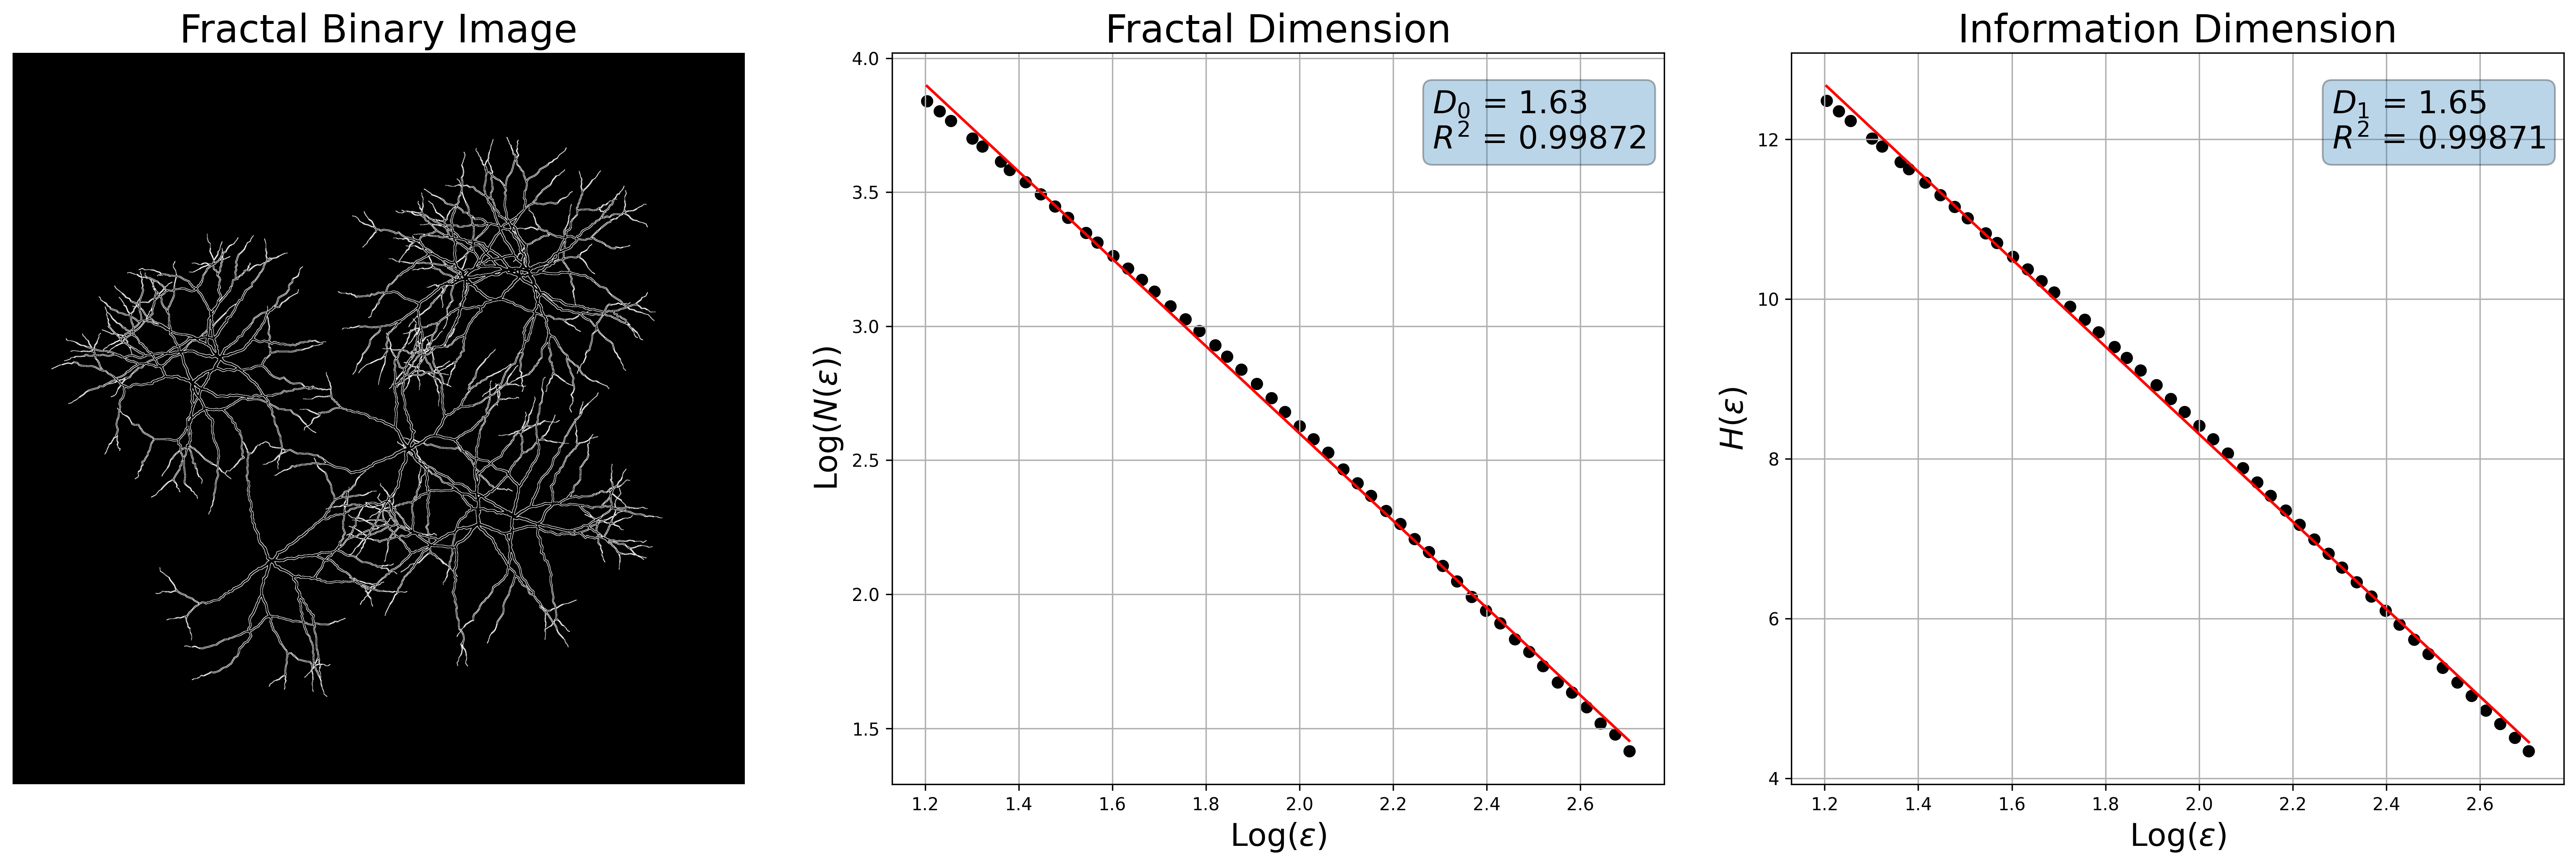 Fractal Binary Image
Fractal Dimension
4.0
3.5
3.0
2.5
2.0
1.5
Log(N(ε))
D₀ = 1.63
R² = 0.99872
1.2 1.4 1.6 1.8 2.0 2.2 2.4 2.6
Log(ε)
Information Dimension
12
10
8
6
4
H(ε)
D₁ = 1.65
R² = 0.99871
1.2 1.4 1.6 1.8 2.0 2.2 2.4 2.6
Log(ε)